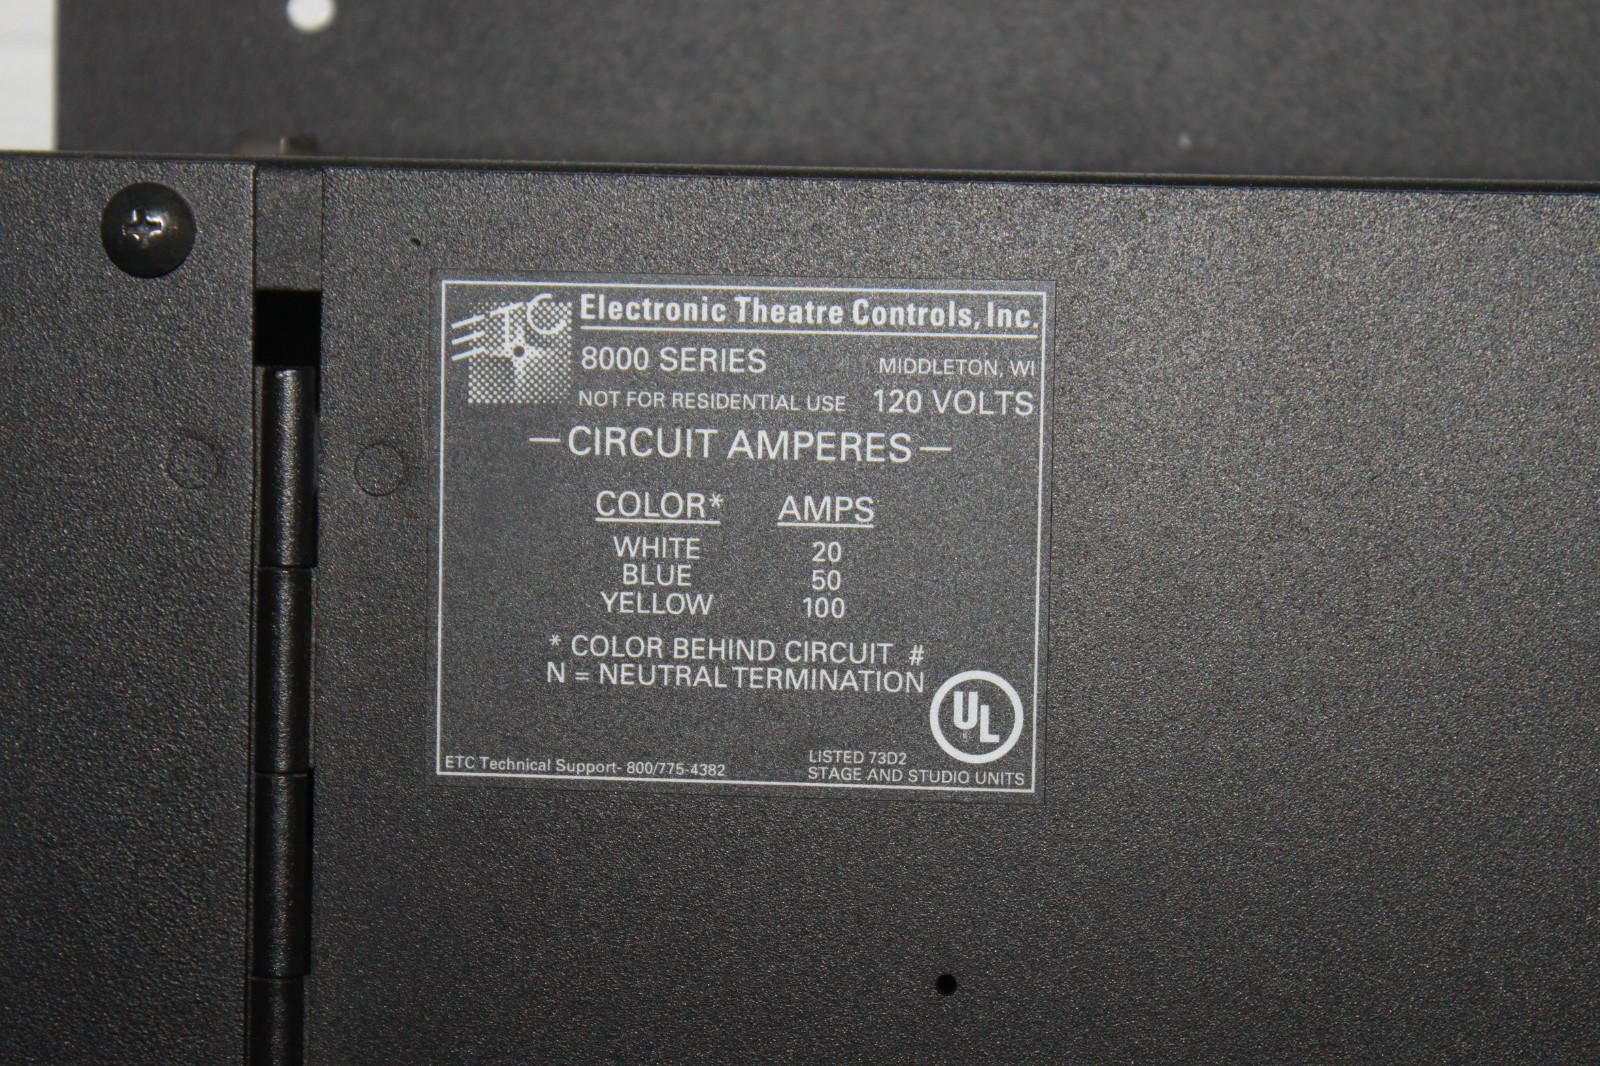 ETC Electronic Theatre Controls, Inc.
8000 SERIES MIDDLETON, WI
NOT FOR RESIDENTIAL USE 120 VOLTS
— CIRCUIT AMPERES —
COLOR* AMPS
WHITE 20
BLUE 50
YELLOW 100
* COLOR BEHIND CIRCUIT #
N = NEUTRAL TERMINATION
UL
ETC Technical Support- 800/775-4382
LISTED 73D2
STAGE AND STUDIO UNITS